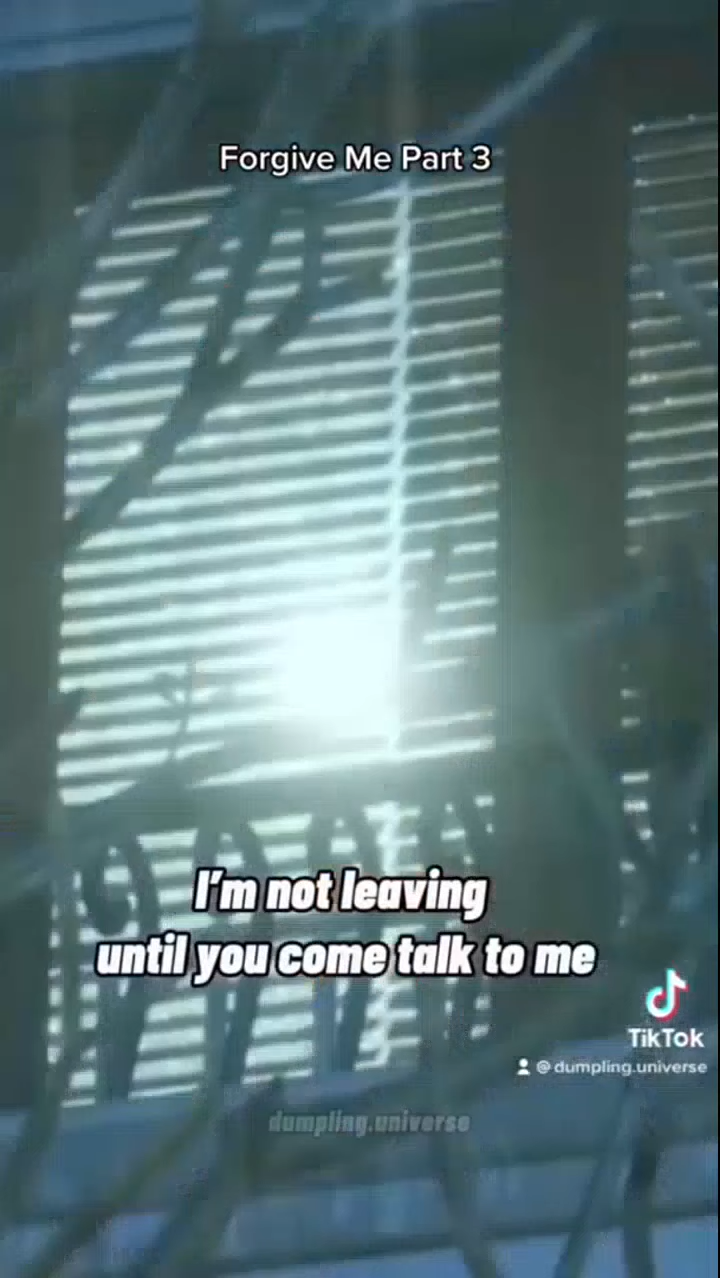 Forgive Me Part 3
I'm not leaving
until you come talk to me
TikTok
@dumpling.universe
dumpling.universe